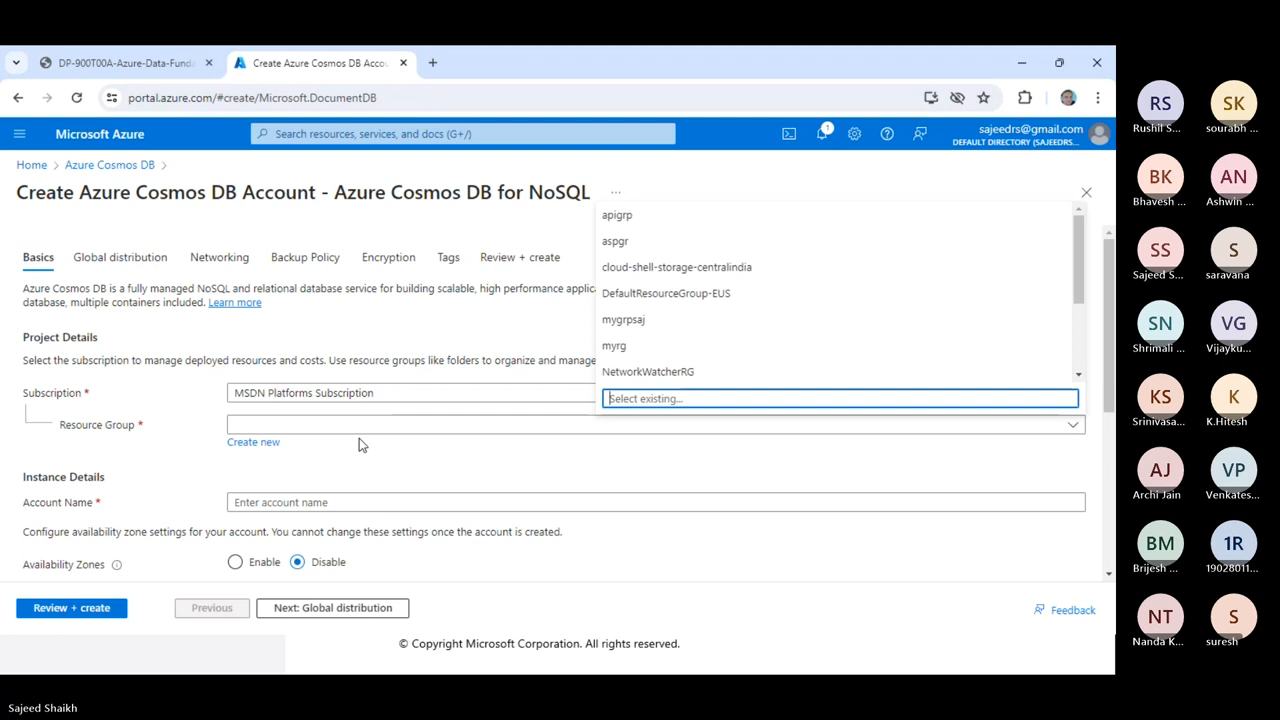 DP-900T00A-Azure-Data-Funda
Create Azure Cosmos DB Accou
portal.azure.com/#create/Microsoft.DocumentDB
Microsoft Azure
Search resources, services, and docs (G+/)
1
sajeedrs@gmail.com
DEFAULT DIRECTORY (SAJEEDRS...
Home > Azure Cosmos DB >
Create Azure Cosmos DB Account - Azure Cosmos DB for NoSQL ...
apigrp
aspgr
cloud-shell-storage-centralindia
DefaultResourceGroup-EUS
mygrpsaj
myrg
NetworkWatcherRG
Select existing...
Basics Global distribution Networking Backup Policy Encryption Tags Review + create
Azure Cosmos DB is a fully managed NoSQL and relational database service for building scalable, high performance applic
database, multiple containers included. Learn more
Project Details
Select the subscription to manage deployed resources and costs. Use resource groups like folders to organize and manage
Subscription * MSDN Platforms Subscription
Resource Group *
Create new
Instance Details
Account Name * Enter account name
Configure availability zone settings for your account. You cannot change these settings once the account is created.
Availability Zones Enable Disable
Review + create Previous Next: Global distribution Feedback
© Copyright Microsoft Corporation. All rights reserved.
RS SK
Rushil S... sourabh ...
BK AN
Bhavesh ... Ashwin ...
SS S
Sajeed S... saravana
SN VG
Shrimali ... Vijayku...
KS K
Srinivasa... K.Hitesh
AJ VP
Archi Jain Venkates...
BM 1R
Brijesh ... 19028011...
NT S
Nanda K... suresh
Sajeed Shaikh